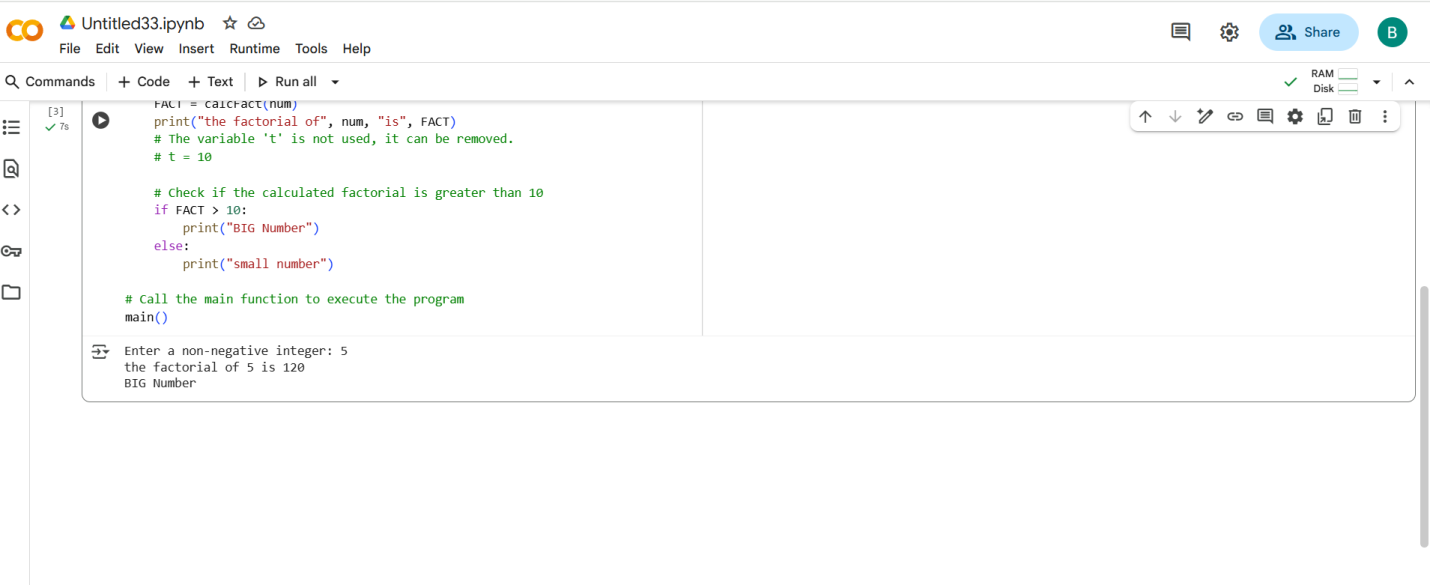 Untitled33.ipynb
File Edit View Insert Runtime Tools Help
Share
B
Commands + Code + Text Run all
RAM
Disk
[3]
7s
FACT = calcFact(num)
print("the factorial of", num, "is", FACT)
# The variable 't' is not used, it can be removed.
# t = 10
# Check if the calculated factorial is greater than 10
if FACT > 10:
print("BIG Number")
else:
print("small number")
# Call the main function to execute the program
main()
Enter a non-negative integer: 5
the factorial of 5 is 120
BIG Number